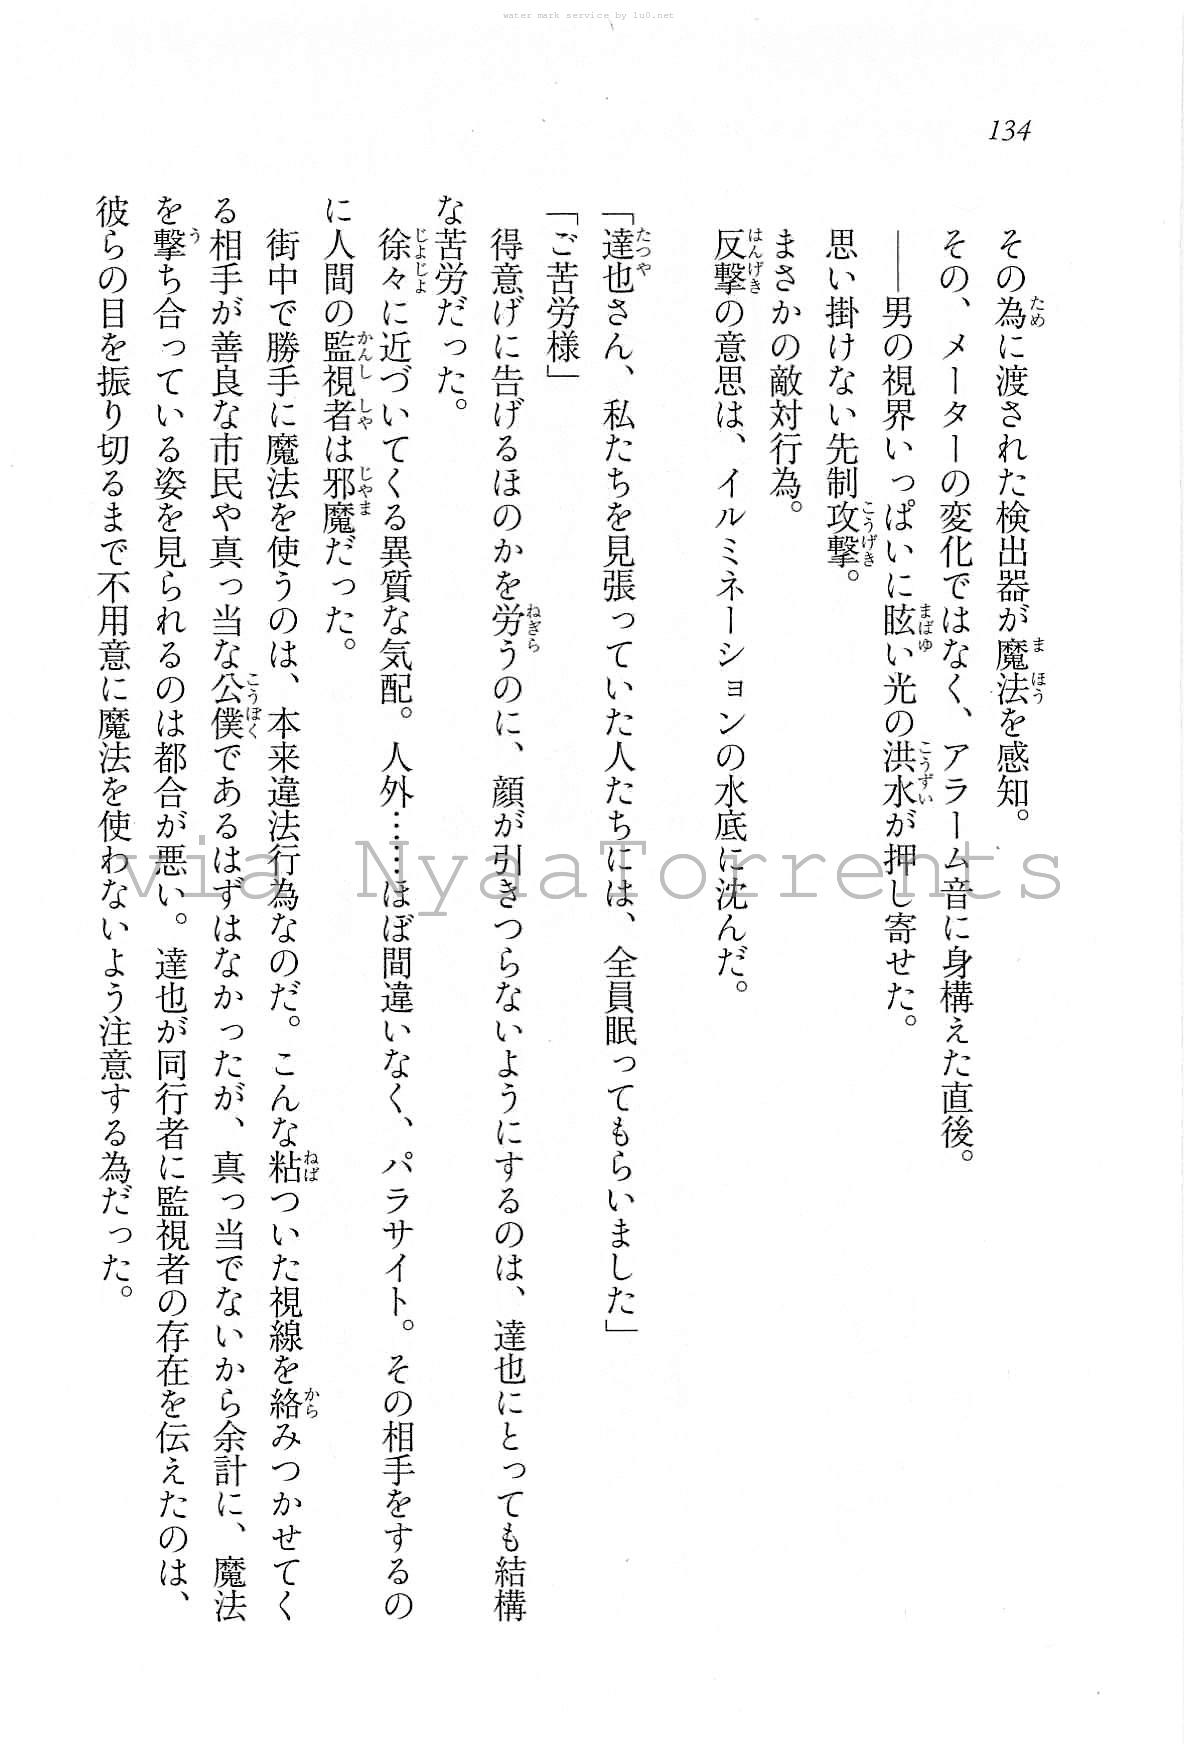 water mark service by lu0.net
134
その為に渡された検出器が魔法を感知。
その、メーターの変化ではなく、アラーム音に身構えた直後。
――男の視界いっぱいに眩い光の洪水が押し寄せた。
思い掛けない先制攻撃。
まさかの敵対行為。
反撃の意思は、イルミネーションの水底に沈んだ。
「達也さん、私たちを見張っていた人たちには、全員眠ってもらいました」
「ご苦労様」
得意げに告げるほのかを労うのに、顔が引きつらないようにするのは、達也にとっても結構
な苦労だった。
徐々に近づいてくる異質な気配。人外……ほぼ間違いなく、パラサイト。その相手をするの
に人間の監視者は邪魔だった。
街中で勝手に魔法を使うのは、本来違法行為なのだ。こんな粘ついた視線を絡みつかせてく
る相手が善良な市民や真っ当な公僕であるはずはなかったが、真っ当でないから余計に、魔法
を撃ち合っている姿を見られるのは都合が悪い。達也が同行者に監視者の存在を伝えたのは、
彼らの目を振り切るまで不用意に魔法を使わないよう注意する為だった。
via NyaaTorrents